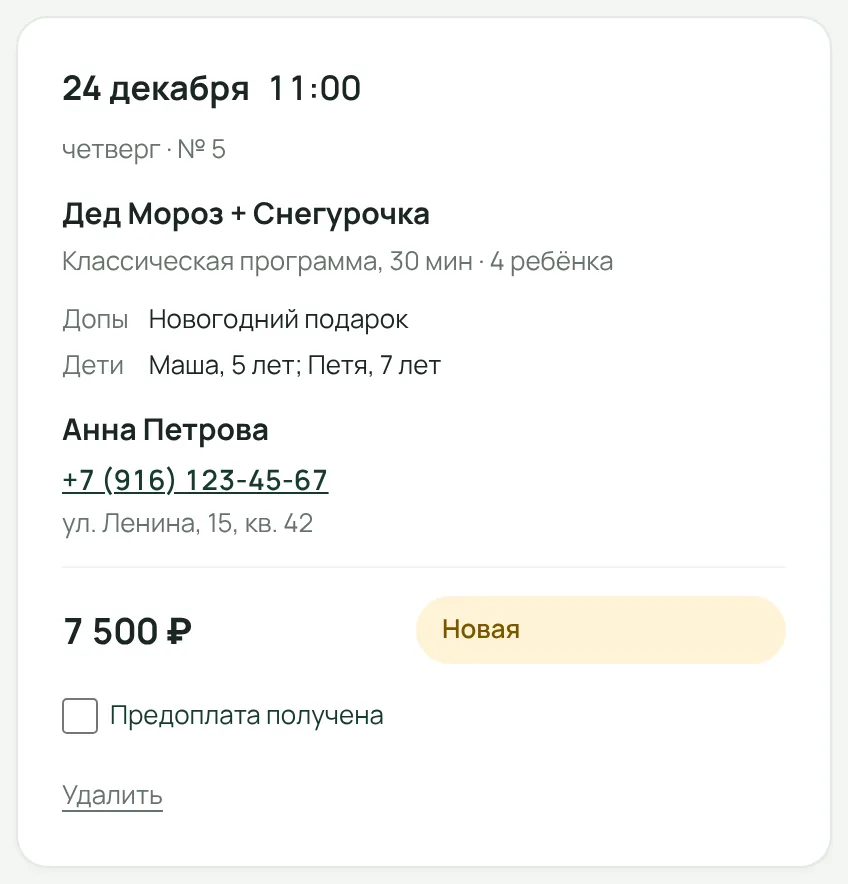 24 декабря 11:00
четверг · № 5
Дед Мороз + Снегурочка
Классическая программа, 30 мин · 4 ребёнка
Допы Новогодний подарок
Дети Маша, 5 лет; Петя, 7 лет
Анна Петрова
+7 (916) 123-45-67
ул. Ленина, 15, кв. 42
7 500 ₽ Новая
Предоплата получена
Удалить